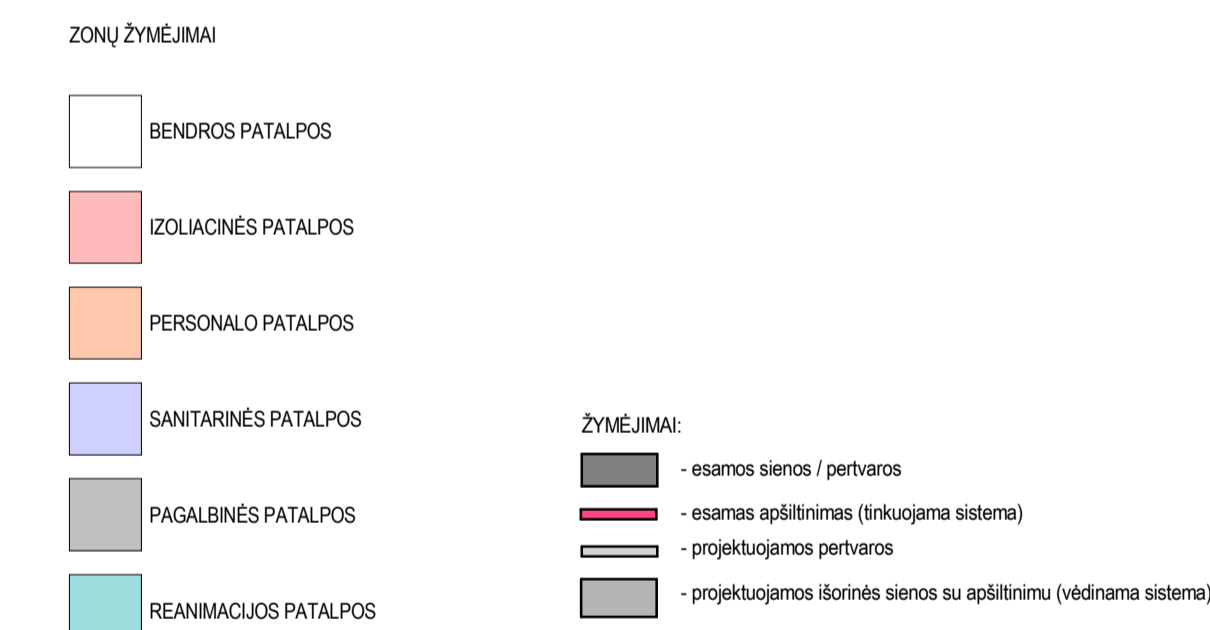 ZONŲ ŽYMĖJIMAI
BENDROS PATALPOS
IZOLIACINĖS PATALPOS
PERSONALO PATALPOS
SANITARINĖS PATALPOS
PAGALBINĖS PATALPOS
REANIMACIJOS PATALPOS
ŽYMĖJIMAI:
- esamos sienos / pertvaros
- esamas apšiltinimas (tinkuojama sistema)
- projektuojamos pertvaros
- projektuojamos išorinės sienos su apšiltinimu (vėdinama sistema)